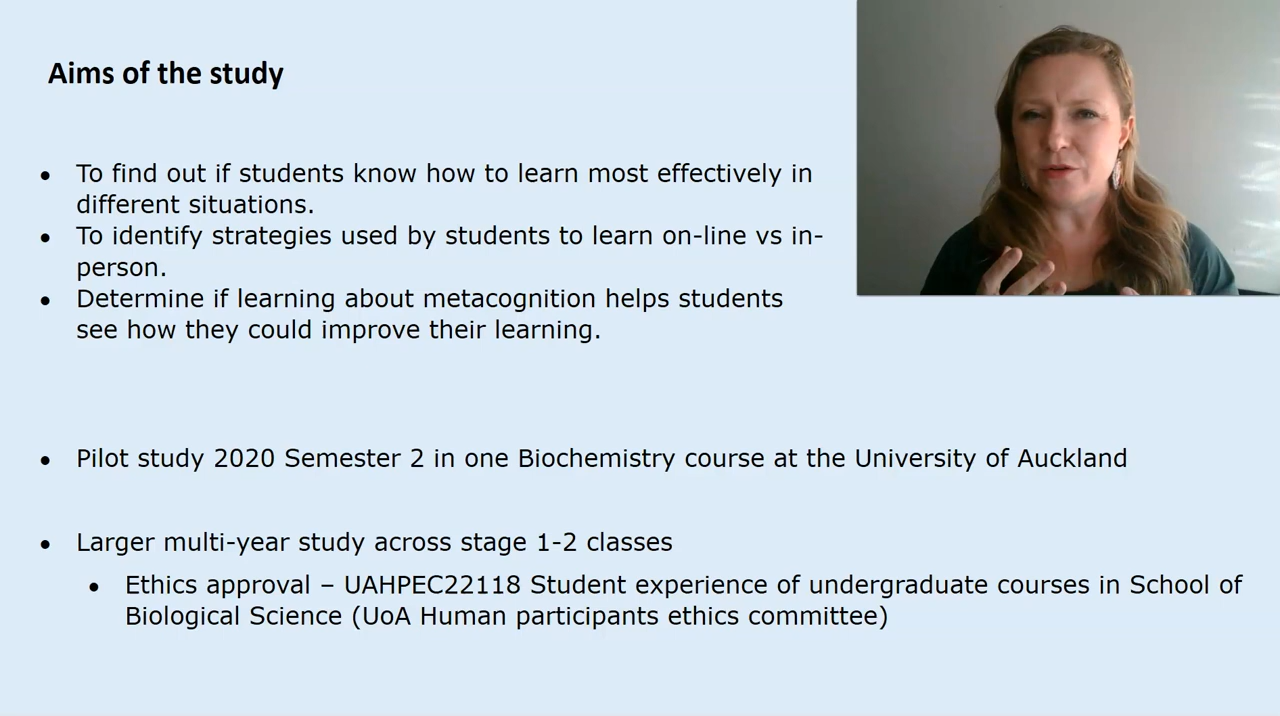 Aims of the study
• To find out if students know how to learn most effectively in
different situations.
• To identify strategies used by students to learn on-line vs in-
person.
• Determine if learning about metacognition helps students
see how they could improve their learning.
• Pilot study 2020 Semester 2 in one Biochemistry course at the University of Auckland
• Larger multi-year study across stage 1-2 classes
• Ethics approval – UAHPEC22118 Student experience of undergraduate courses in School of
Biological Science (UoA Human participants ethics committee)